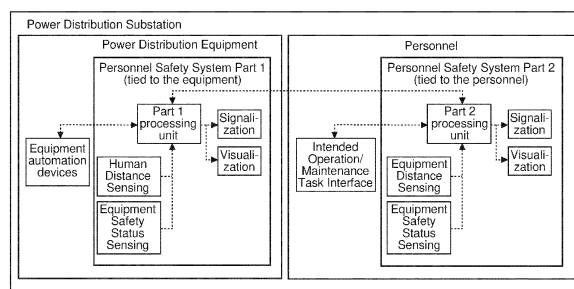 Power Distribution Substation
Power Distribution Equipment
Personnel Safety System Part 1
(tied to the equipment)
Part 1
processing
unit
Signali-
zation
Visuali-
zation
Equipment
automation
devices
Human
Distance
Sensing
Equipment
Safety
Status
Sensing
Personnel
Personnel Safety System Part 2
(tied to the personnel)
Part 2
processing
unit
Signali-
zation
Visuali-
zation
Intended
Operation/
Maintenance
Task Interface
Equipment
Distance
Sensing
Equipment
Safety
Status
Sensing